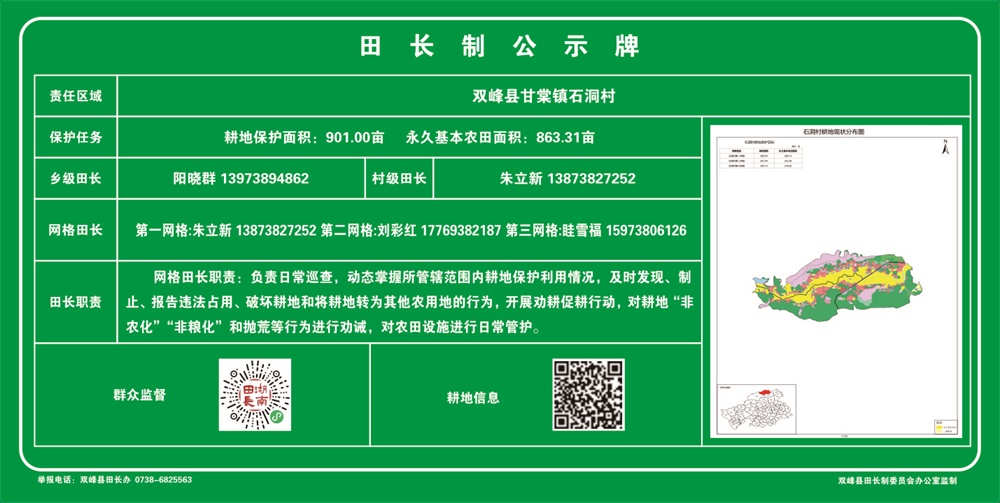 田长制公示牌
责任区域
双峰县甘棠镇石洞村
保护任务
耕地保护面积：901.00亩 永久基本农田面积：863.31亩
乡级田长
阳晓群 13973894862
村级田长
朱立新 13873827252
网格田长
第一网格:朱立新 13873827252 第二网格:刘彩红 17769382187 第三网格:眭雪福 15973806126
田长职责
网格田长职责：负责日常巡查，动态掌握所管辖范围内耕地保护利用情况，及时发现、制
止、报告违法占用、破坏耕地和将耕地转为其他农用地的行为，开展劝耕促耕行动，对耕地“非
农化”“非粮化”和抛荒等行为进行劝诫，对农田设施进行日常管护。
群众监督
湖南田长
耕地信息
石洞村耕地现状分布图
N
举报电话：双峰县田长办 0738-6825563
双峰县田长制委员会办公室监制